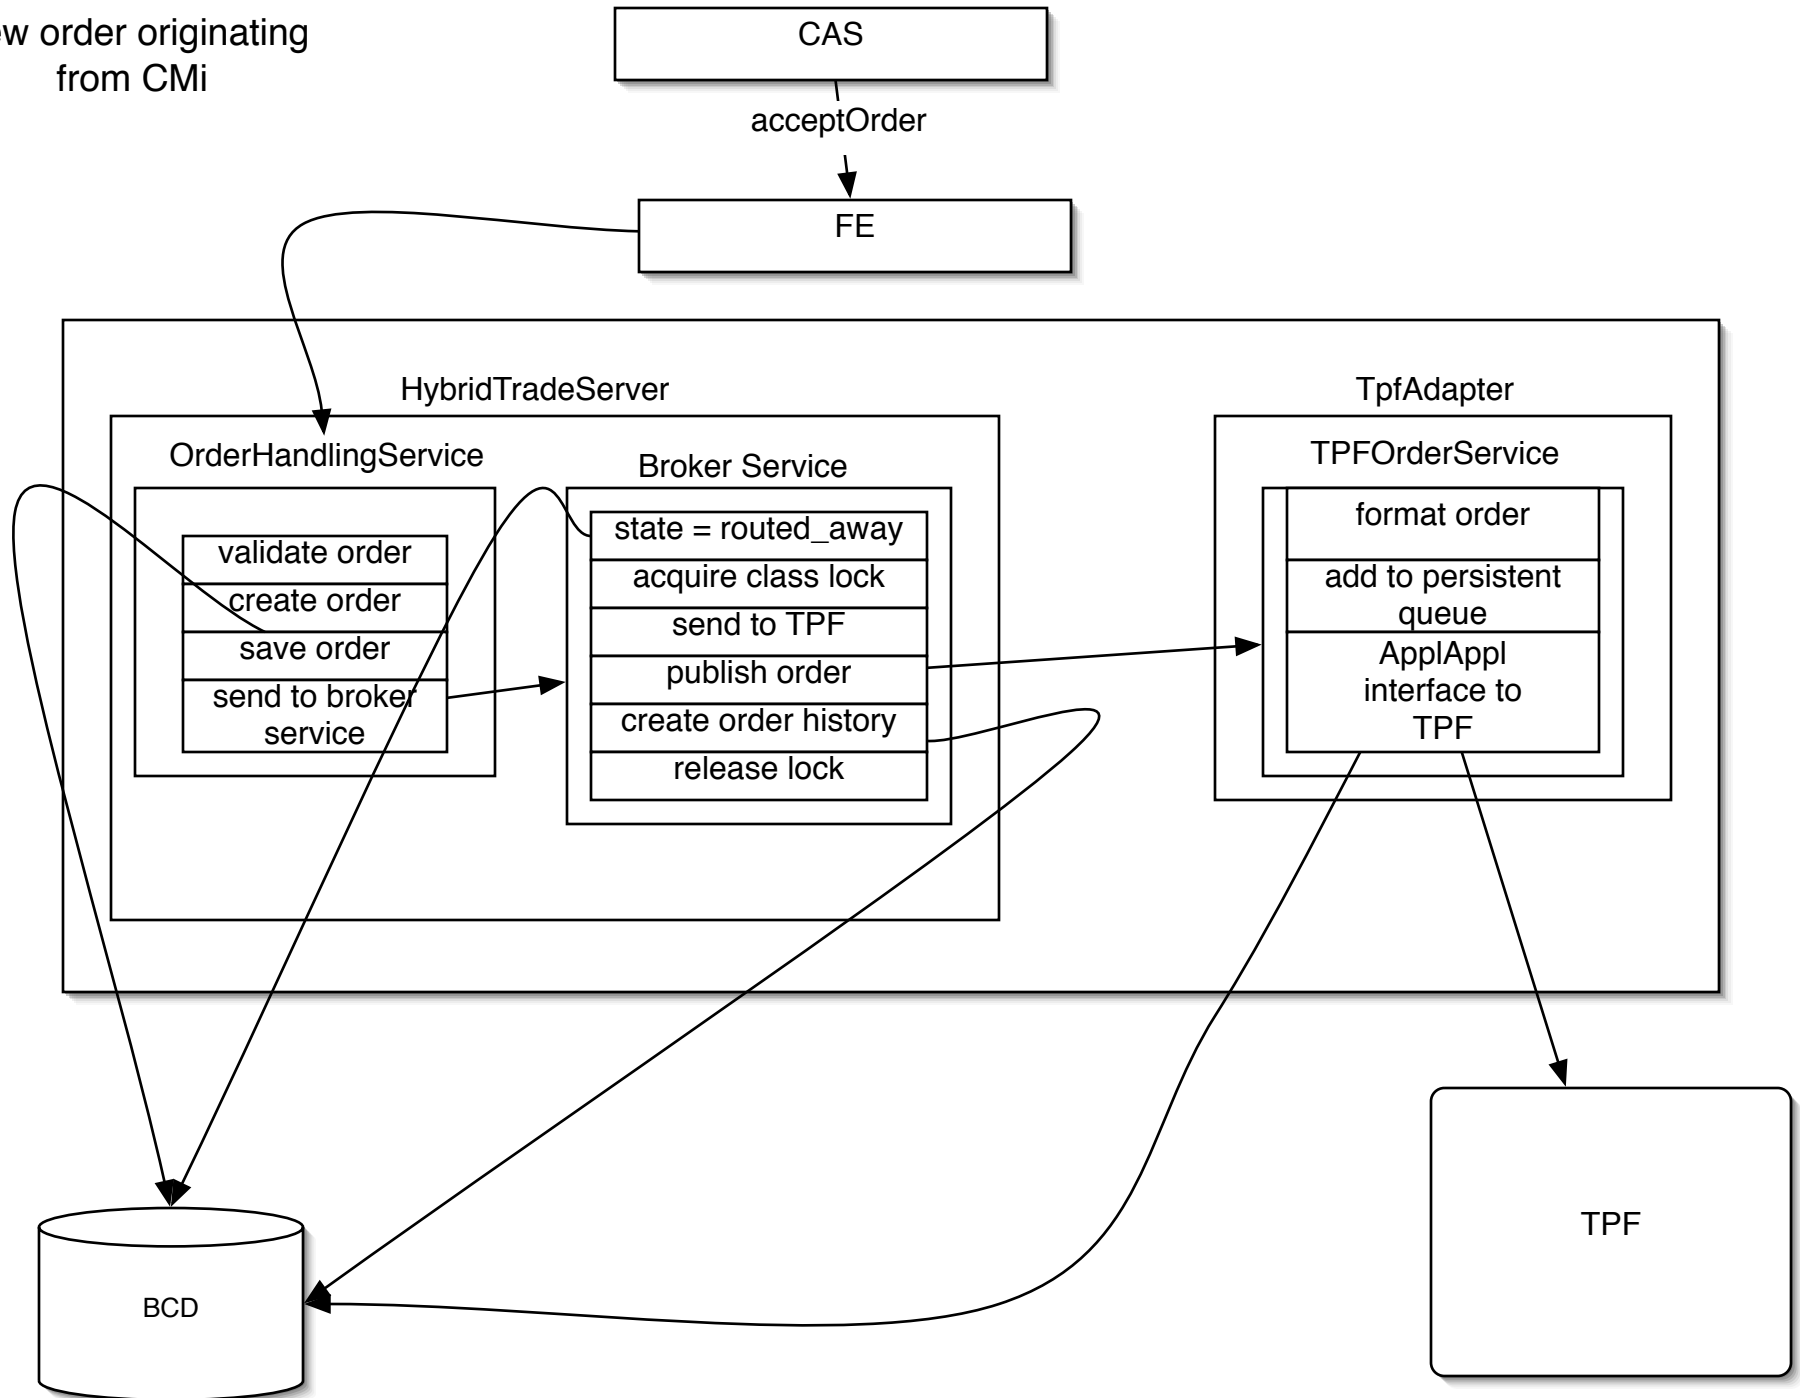 w order originating
from CMi
CAS
acceptOrder
FE
HybridTradeServer
TpfAdapter
OrderHandlingService
Broker Service
TPFOrderService
validate order
create order
save order
send to broker
service
state = routed_away
acquire class lock
send to TPF
publish order
create order history
release lock
format order
add to persistent
queue
ApplAppl
interface to
TPF
BCD
TPF